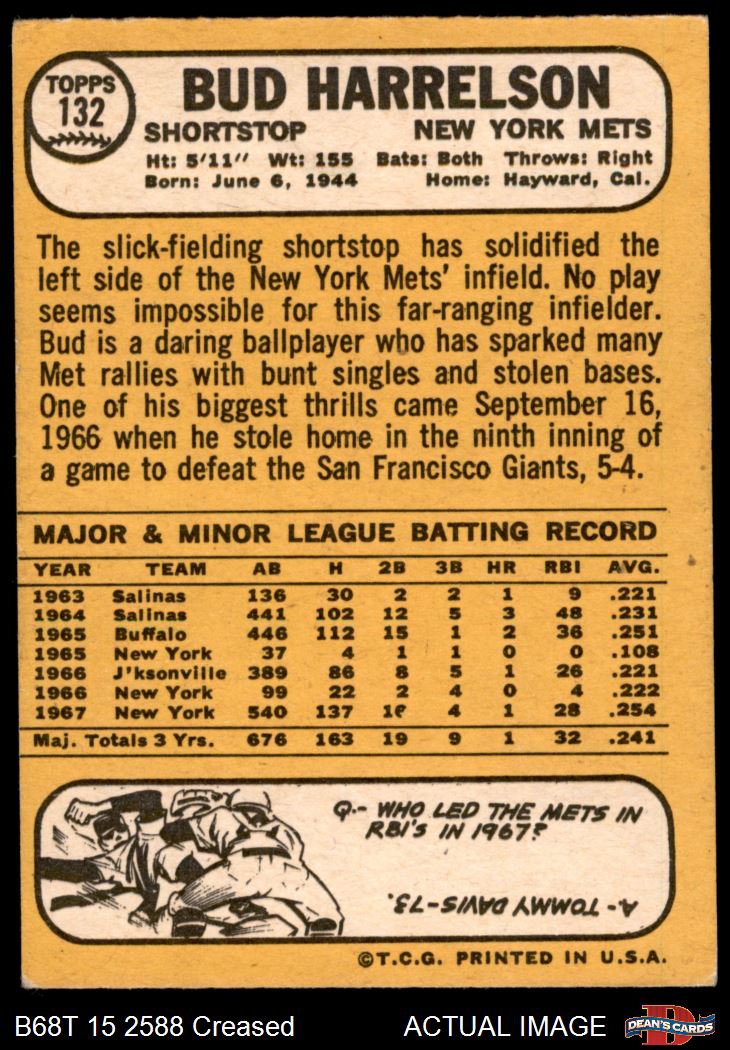 TOPPS
132
BUD HARRELSON
SHORTSTOP NEW YORK METS
Ht: 5'11" Wt: 155 Bats: Both Throws: Right
Born: June 6, 1944 Home: Hayward, Cal.
The slick-fielding shortstop has solidified the
left side of the New York Mets' infield. No play
seems impossible for this far-ranging infielder.
Bud is a daring ballplayer who has sparked many
Met rallies with bunt singles and stolen bases.
One of his biggest thrills came September 16,
1966 when he stole home in the ninth inning of
a game to defeat the San Francisco Giants, 5-4.
MAJOR & MINOR LEAGUE BATTING RECORD
YEAR TEAM AB H 2B 3B HR RBI AVG.
1963 Salinas 136 30 2 2 1 9 .221
1964 Salinas 441 102 12 5 3 48 .231
1965 Buffalo 446 112 15 1 2 36 .251
1965 New York 37 4 1 1 0 0 .108
1966 J'ksonville 389 86 8 5 1 26 .221
1966 New York 99 22 2 4 0 4 .222
1967 New York 540 137 4 1 28 .254
Maj. Totals 3 Yrs. 676 163 19 9 1 32 .241
Q.- WHO LED THE METS IN
RBI'S IN 1967?
A- TOMMY DAVIS-73.
©T.C.G. PRINTED IN U.S.A.
B68T 15 2588 Creased ACTUAL IMAGE
DEAN'S CARDS